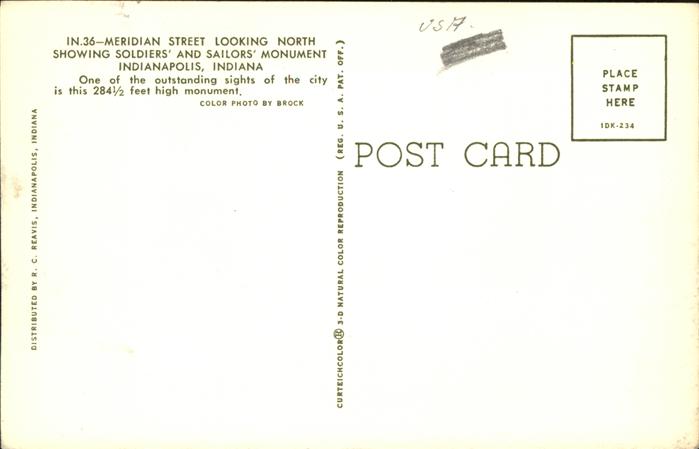 IN.36—MERIDIAN STREET LOOKING NORTH
SHOWING SOLDIERS' AND SAILORS' MONUMENT
INDIANAPOLIS, INDIANA
One of the outstanding sights of the city
is this 284½ feet high monument.
COLOR PHOTO BY BROCK
DISTRIBUTED BY R. C. REAVIS, INDIANAPOLIS, INDIANA
CURTEICHCOLOR® 3-D NATURAL COLOR REPRODUCTION (REG. U. S. A. PAT. OFF.)
USA.
POST CARD
PLACE
STAMP
HERE
1DK-234